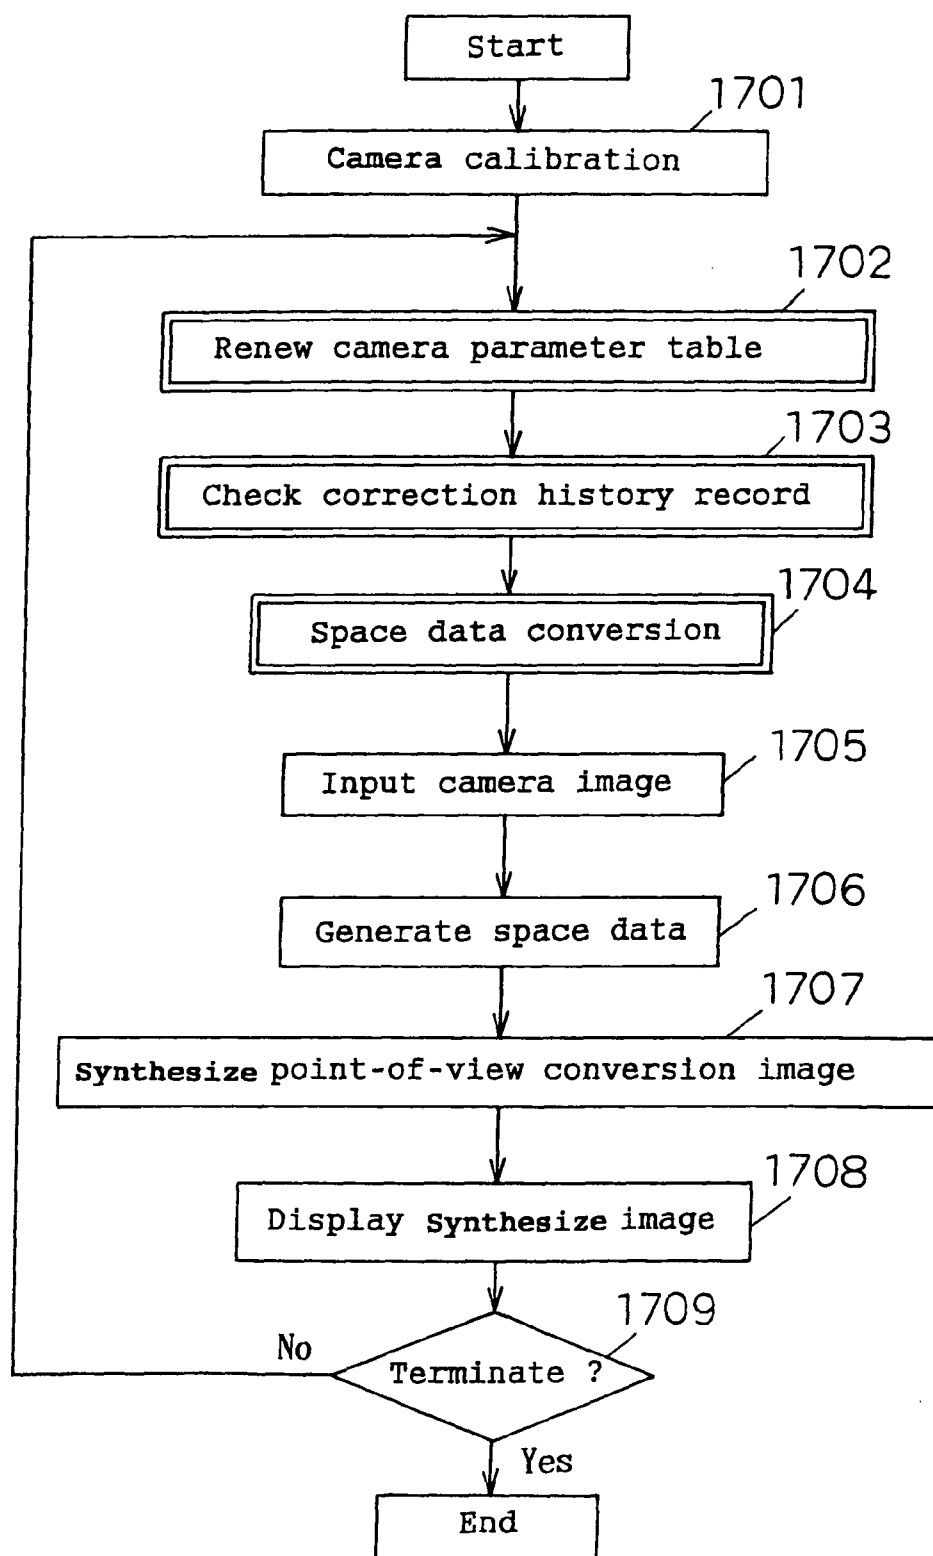 Start
1701
Camera calibration
1702
Renew camera parameter table
1703
Check correction history record
1704
Space data conversion
1705
Input camera image
1706
Generate space data
1707
Synthesize point-of-view conversion image
1708
Display Synthesize image
1709
No
Terminate ?
Yes
End